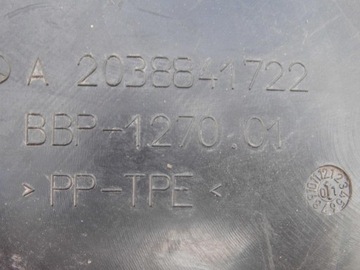 A 2038841722
BBP-1270.01
> PP-TPE <